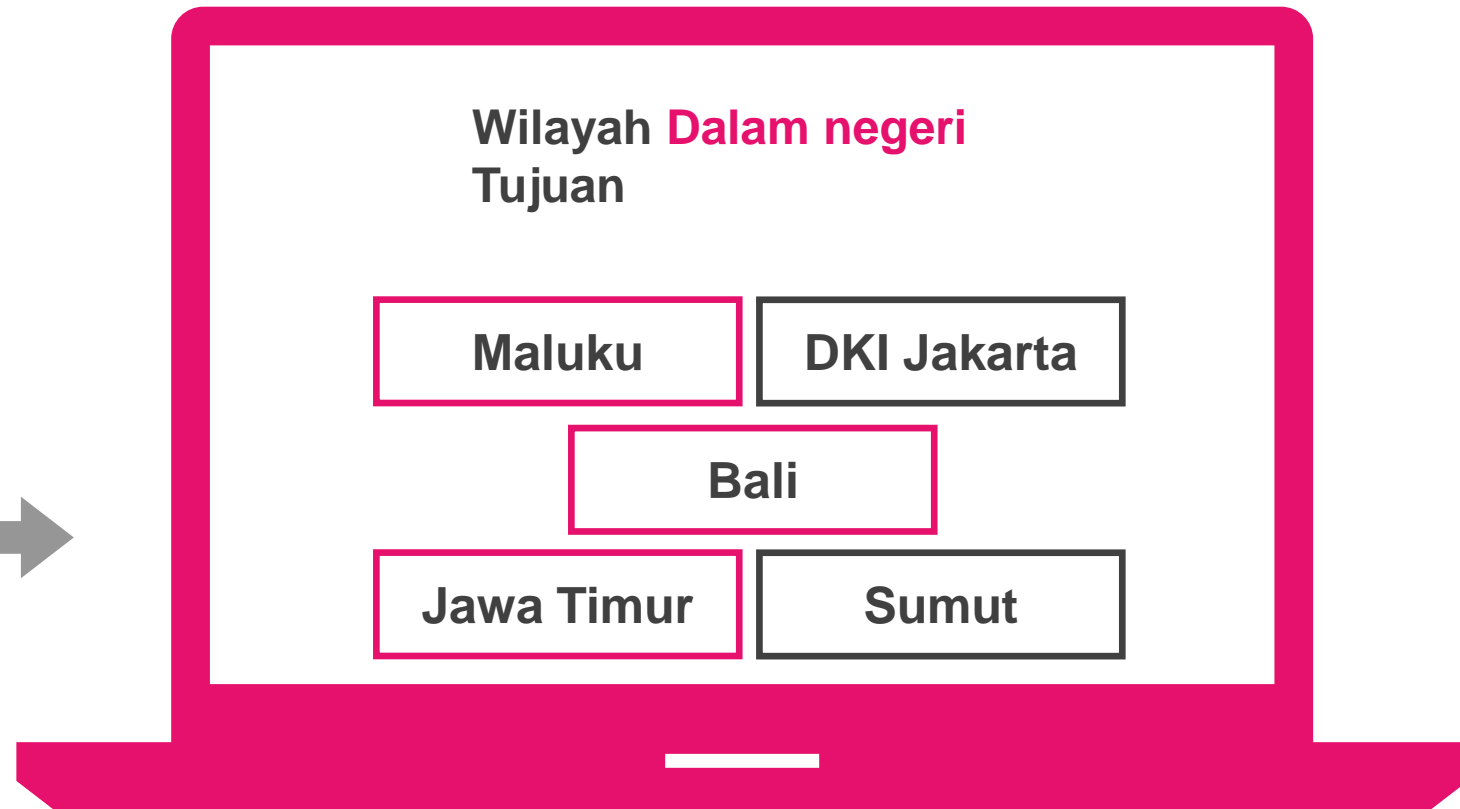 Wilayah Dalam negeri
Tujuan
Maluku
DKI Jakarta
Bali
Jawa Timur
Sumut